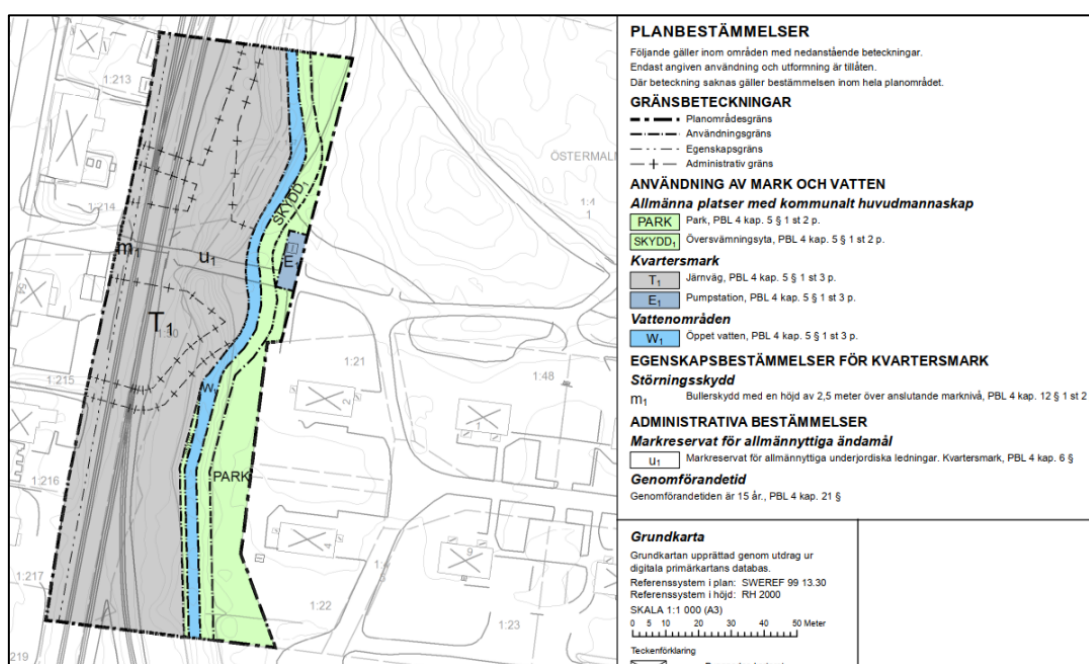 1:213
1:214
m₁
u₁
SKYDD₁
E
T₁
1:215
W
PARK
1:216
1:217
ÖSTERMAL
1:4
1
1:21
1:48
2
1
4
9
1:22
1:23
PLANBESTÄMMELSER
Följande gäller inom områden med nedanstående beteckningar.
Endast angiven användning och utformning är tillåten.
Där beteckning saknas gäller bestämmelsen inom hela planområdet.
GRÄNSBETECKNINGAR
Planområdesgräns
Användningsgräns
Egenskapsgräns
Administrativ gräns
ANVÄNDNING AV MARK OCH VATTEN
Allmänna platser med kommunalt huvudmannaskap
PARK Park, PBL 4 kap. 5 § 1 st 2 p.
SKYDD₁ Översvämningsyta, PBL 4 kap. 5 § 1 st 2 p.
Kvartersmark
T₁ Järnväg, PBL 4 kap. 5 § 1 st 3 p.
E₁ Pumpstation, PBL 4 kap. 5 § 1 st 3 p.
Vattenområden
W₁ Öppet vatten, PBL 4 kap. 5 § 1 st 3 p.
EGENSKAPSBESTÄMMELSER FÖR KVARTERSMARK
Störningsskydd
m₁ Bullerskydd med en höjd av 2,5 meter över anslutande marknivå, PBL 4 kap. 12 § 1 st 2
ADMINISTRATIVA BESTÄMMELSER
Markreservat för allmännyttiga ändamål
u₁ Markreservat för allmännyttiga underjordiska ledningar. Kvartersmark, PBL 4 kap. 6 §
Genomförandetid
Genomförandetiden är 15 år., PBL 4 kap. 21 §
Grundkarta
Grundkartan upprättad genom utdrag ur
digitala primärkartans databas.
Referenssystem i plan: SWEREF 99 13.30
Referenssystem i höjd: RH 2000
SKALA 1:1 000 (A3)
0 5 10 20 30 40 50 Meter
Teckenförklaring